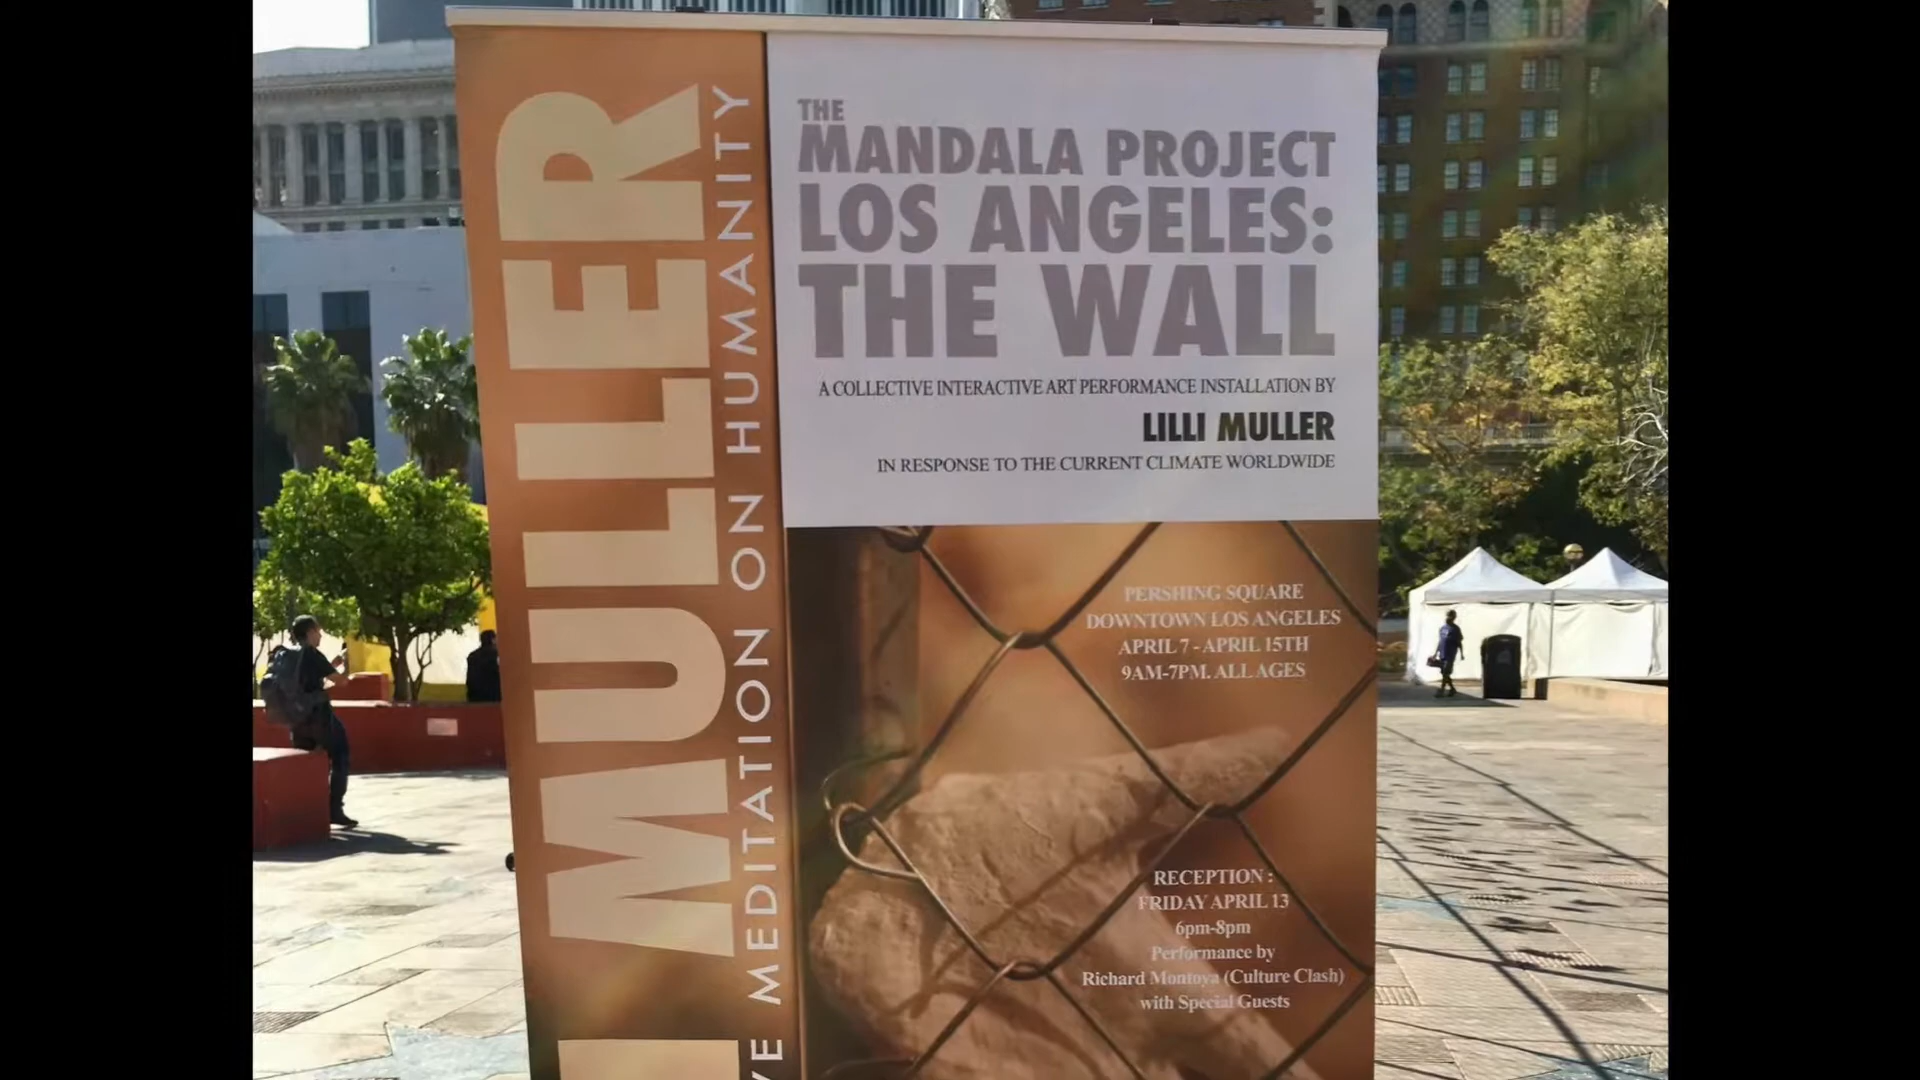 MULLER
VE MEDITATION ON HUMANITY
THE
MANDALA PROJECT
LOS ANGELES:
THE WALL
A COLLECTIVE INTERACTIVE ART PERFORMANCE INSTALLATION BY
LILLI MULLER
IN RESPONSE TO THE CURRENT CLIMATE WORLDWIDE
PERSHING SQUARE
DOWNTOWN LOS ANGELES
APRIL 7 - APRIL 15TH
9AM-7PM. ALL AGES
RECEPTION :
FRIDAY APRIL 13
6pm-8pm
Performance by
Richard Montoya (Culture Clash)
with Special Guests